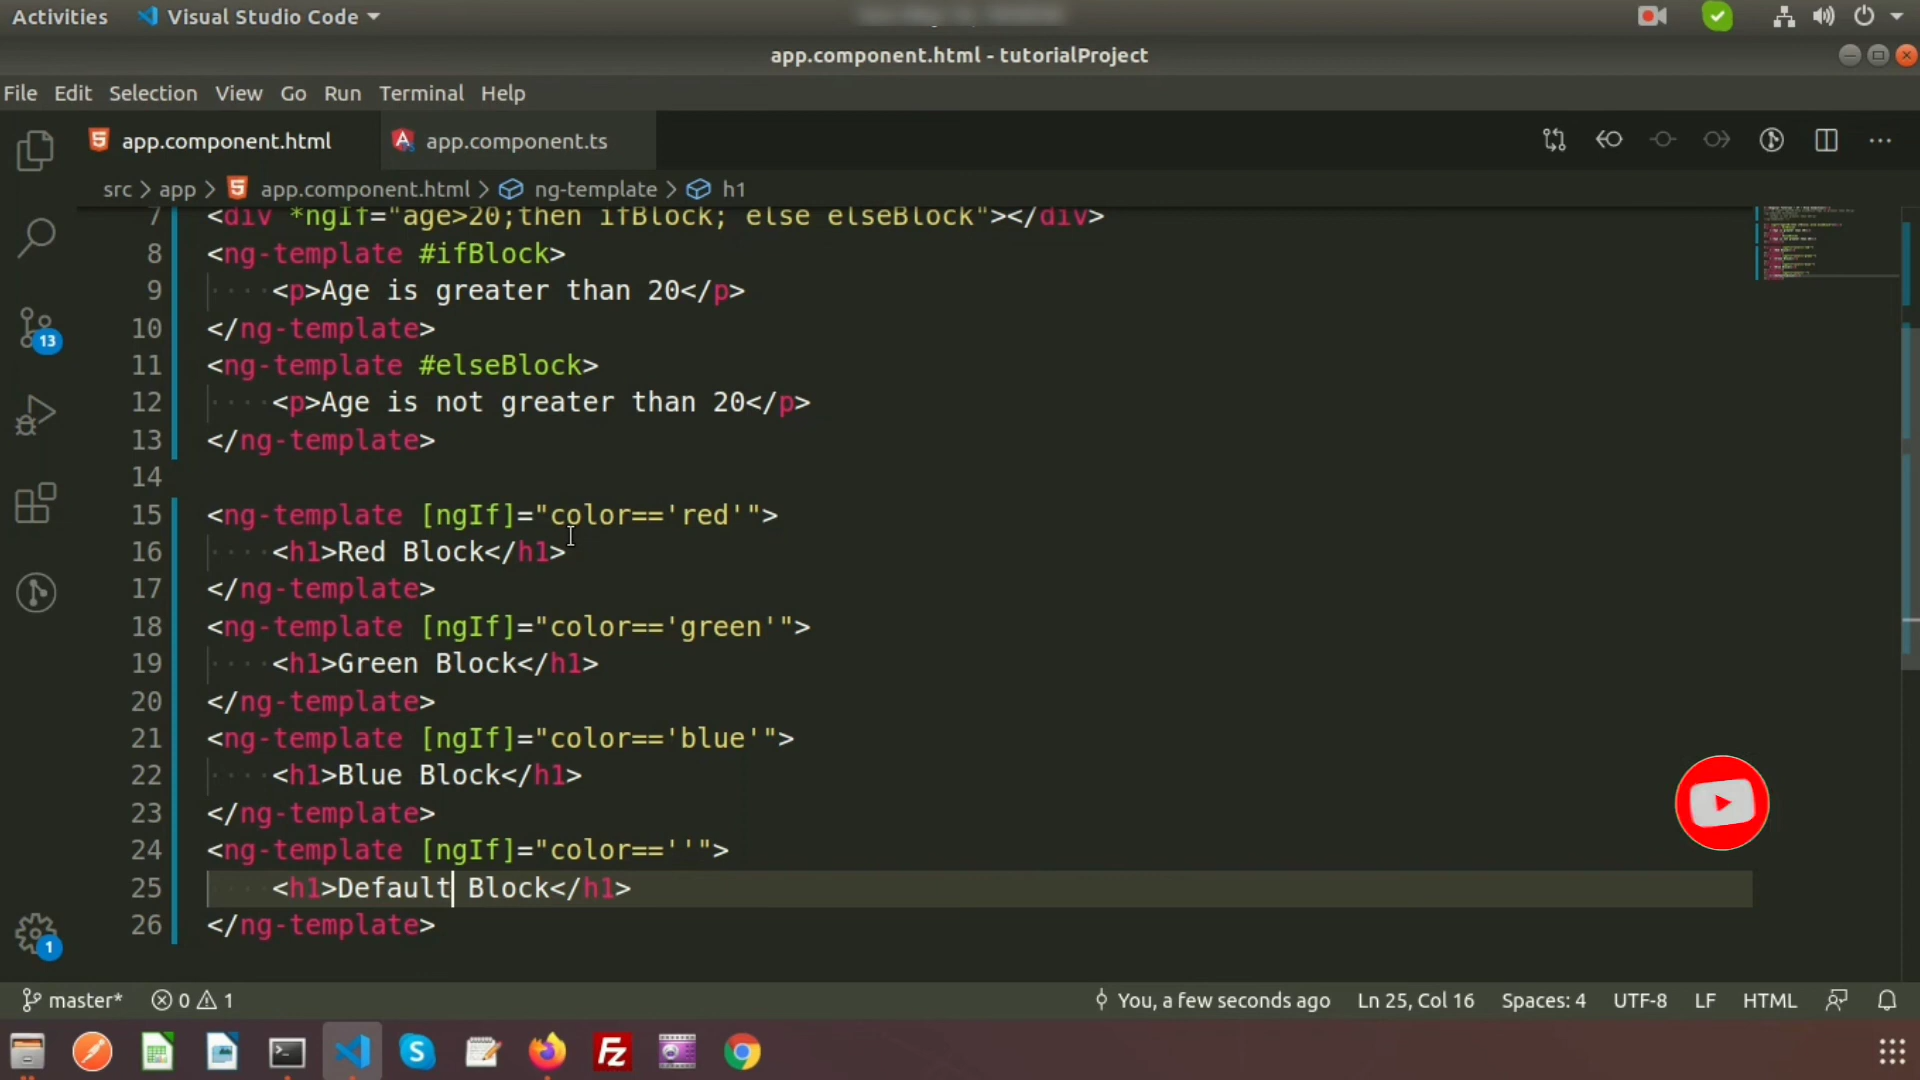 Activities Visual Studio Code
app.component.html - tutorialProject
File Edit Selection View Go Run Terminal Help
app.component.html app.component.ts
src > app > app.component.html > ng-template > h1
7 <div *ngIf="age>20;then ifBlock; else elseBlock"></div>
8 <ng-template #ifBlock>
9 <p>Age is greater than 20</p>
10 </ng-template>
11 <ng-template #elseBlock>
12 <p>Age is not greater than 20</p>
13 </ng-template>
14
15 <ng-template [ngIf]="color=='red'">
16 <h1>Red Block</h1>
17 </ng-template>
18 <ng-template [ngIf]="color=='green'">
19 <h1>Green Block</h1>
20 </ng-template>
21 <ng-template [ngIf]="color=='blue'">
22 <h1>Blue Block</h1>
23 </ng-template>
24 <ng-template [ngIf]="color==''">
25 <h1>Default Block</h1>
26 </ng-template>
13
1
master* 0 1 You, a few seconds ago Ln 25, Col 16 Spaces: 4 UTF-8 LF HTML